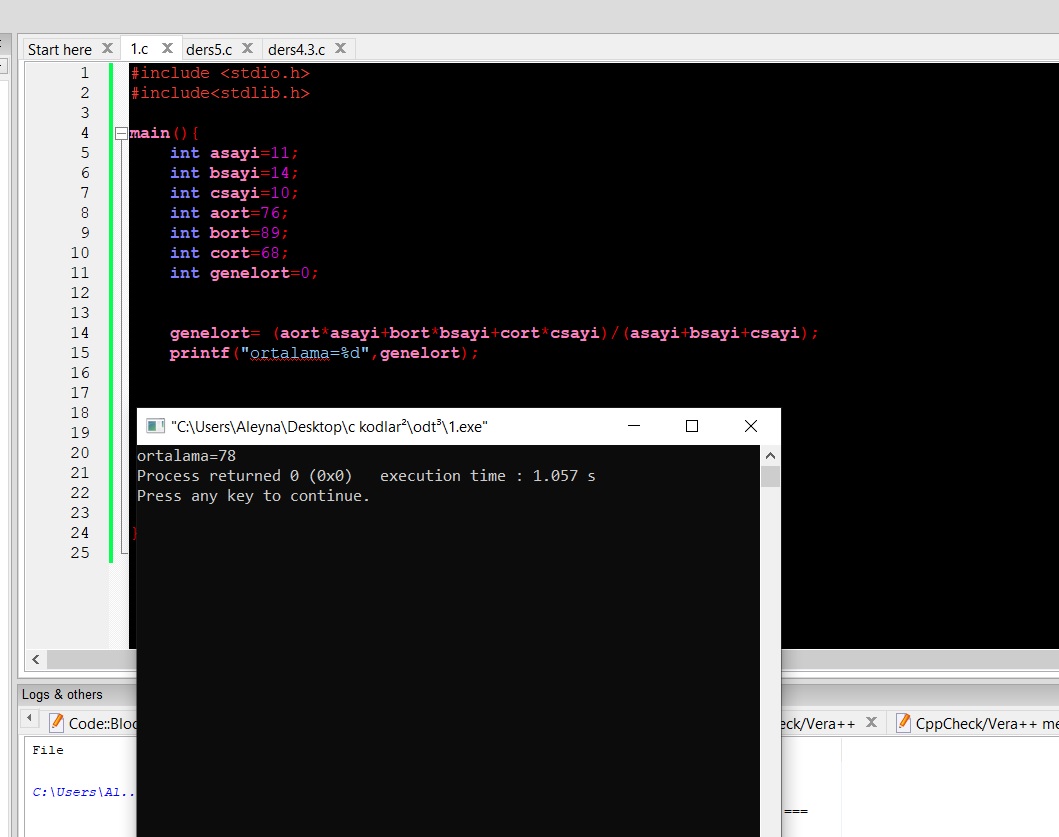 Start here X 1.c X ders5.c X ders4.3.c X
1 #include <stdio.h>
2 #include<stdlib.h>
3
4 main(){
5 int asayi=11;
6 int bsayi=14;
7 int csayi=10;
8 int aort=76;
9 int bort=89;
10 int cort=68;
11 int genelort=0;
12
13
14 genelort= (aort*asayi+bort*bsayi+cort*csayi)/(asayi+bsayi+csayi);
15 printf("ortalama=%d",genelort);
16
17
18
19
20
21
22
23
24 }
25
"C:\Users\Aleyna\Desktop\c kodlar²\odt³\1.exe"
ortalama=78
Process returned 0 (0x0) execution time : 1.057 s
Press any key to continue.
Logs & others
Code::Bloc eck/Vera++ X CppCheck/Vera++ me
File
C:\Users\Al..
===